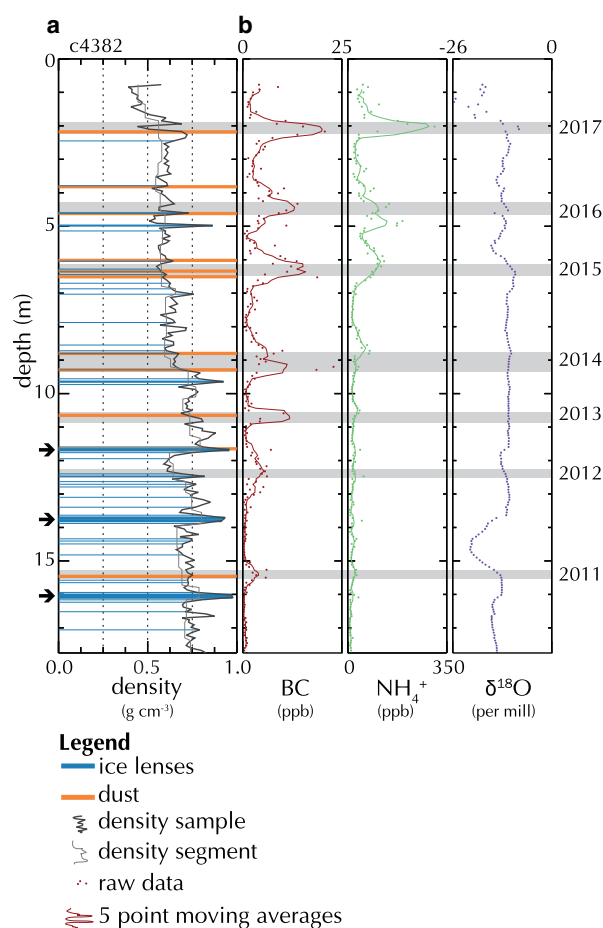 a
b
c4382
0
25
-26
0
0
5
10
15
depth (m)
2017
2016
2015
2014
2013
2012
2011
0.0
0.5
1.0
0
350
density
(g cm-3)
BC
(ppb)
NH4+
(ppb)
δ18O
(per mill)
Legend
ice lenses
dust
density sample
density segment
raw data
5 point moving averages